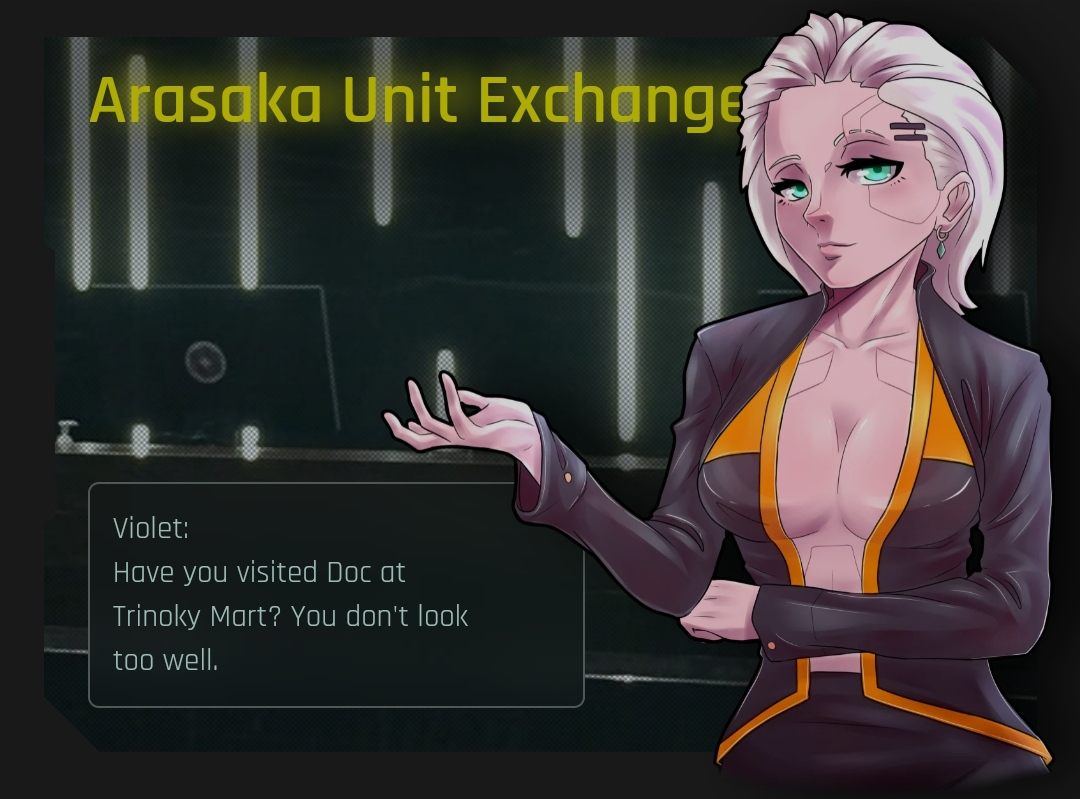 Arasaka Unit Exchange
Violet:
Have you visited Doc at
Trinoky Mart? You don't look
too well.